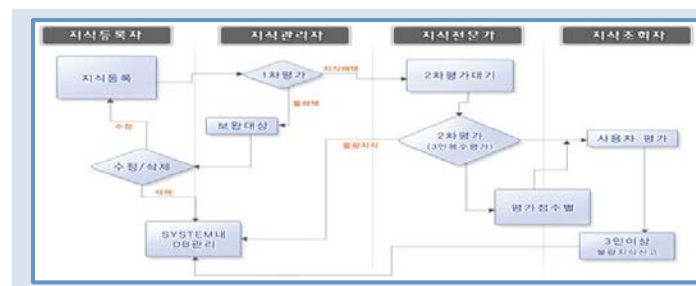 지식등록자
지식관리자
지식전문가
지식조회자
지식등록
1차평가
지식채택
2차평가대기
불채택
수정
보완대상
2차평가
(3인복수평가)
사용자 평가
불량지식
수정/삭제
삭제
평가점수별
SYSTEM내
DB관리
3인이상
불량지식신고